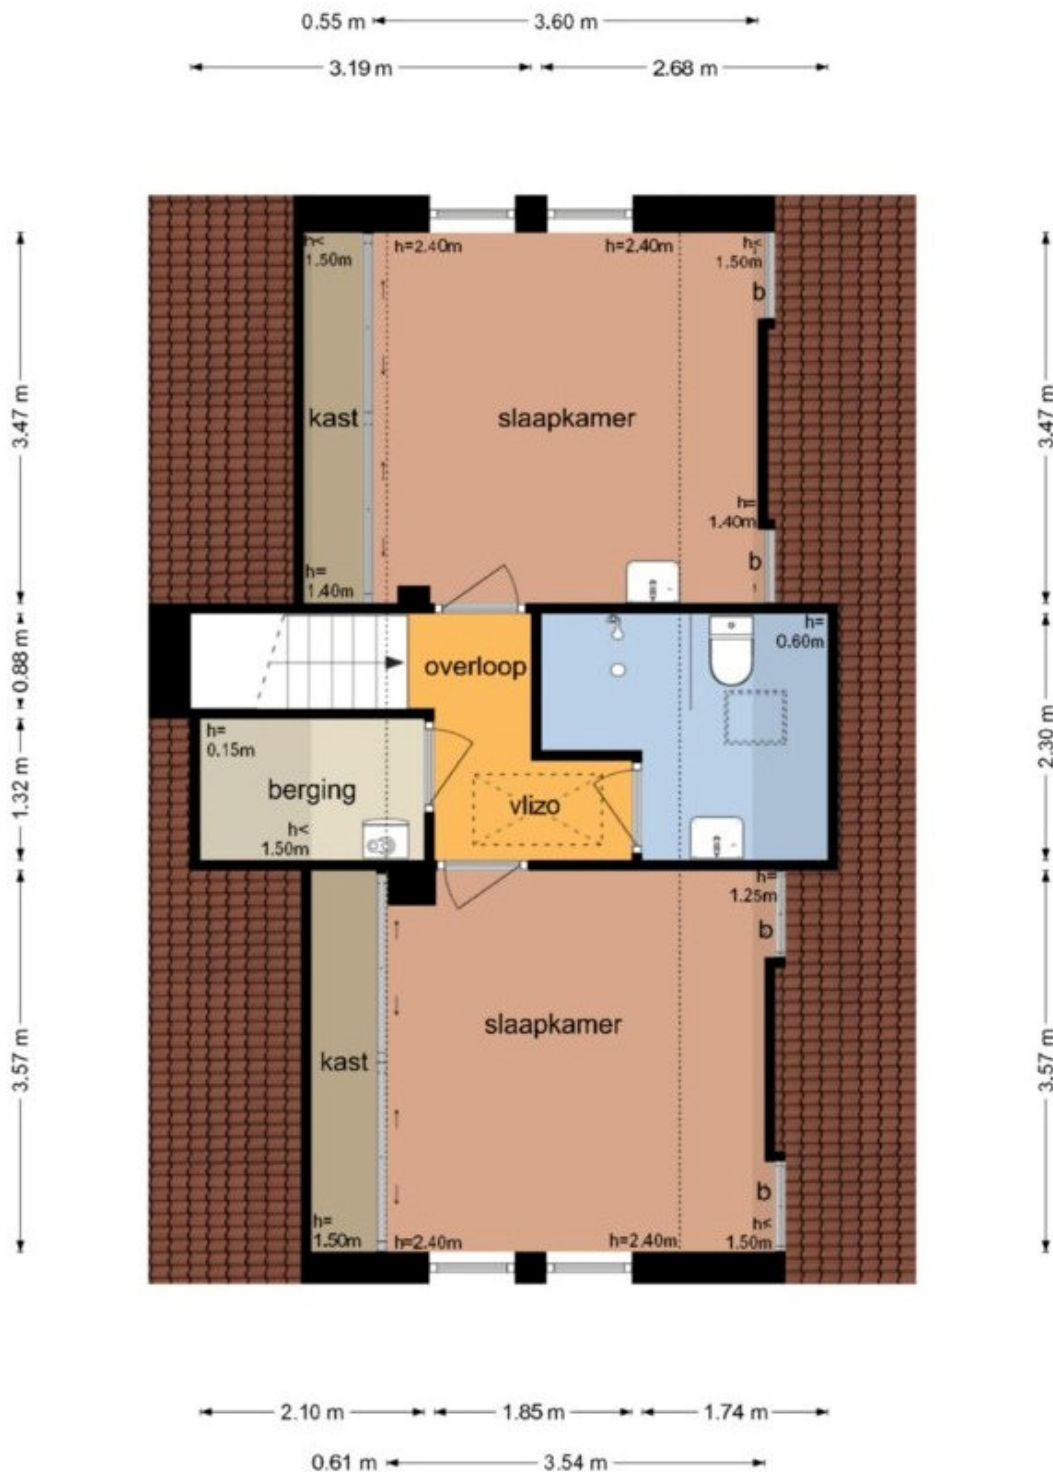 0.55 m
3.60 m
3.19 m
2.68 m
h<
1.50m
h=2.40m
h=2.40m
h<
1.50m
b
3.47 m
3.47 m
kast
slaapkamer
h=
1.40m
h=
1.40m
b
0.88 m
overloop
h=
0.60m
2.30 m
1.32 m
h=
0.15m
berging
vlizo
h<
1.50m
h=
1.25m
b
slaapkamer
3.57 m
3.57 m
kast
b
h=
1.50m
h=2.40m
h=2.40m
h<
1.50m
2.10 m
1.85 m
1.74 m
0.61 m
3.54 m